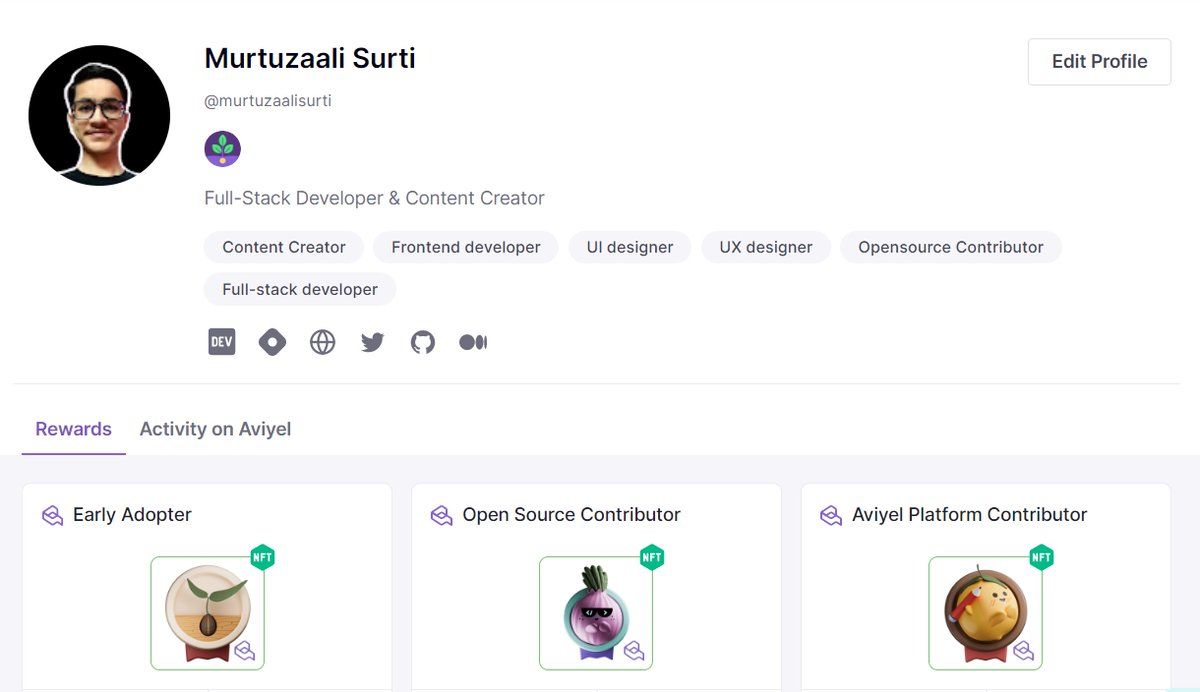 Murtuzaali Surti
Edit Profile
@murtuzaalisurti
Full-Stack Developer & Content Creator
Content Creator Frontend developer UI designer UX designer Opensource Contributor
Full-stack developer
DEV
Rewards Activity on Aviyel
Early Adopter Open Source Contributor Aviyel Platform Contributor
NFT NFT NFT